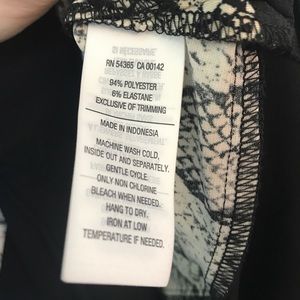 RN 54365 CA 00142
94% POLYESTER
6% ELASTANE
EXCLUSIVE OF TRIMMING
MADE IN INDONESIA
MACHINE WASH COLD,
INSIDE OUT AND SEPARATELY.
GENTLE CYCLE.
ONLY NON CHLORINE
BLEACH WHEN NEEDED.
HANG TO DRY.
IRON AT LOW
TEMPERATURE IF NEEDED.